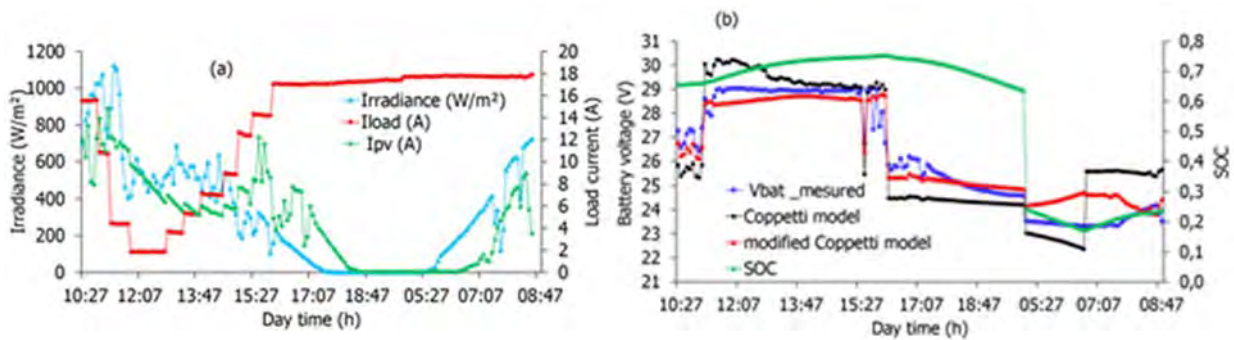 (a)
Irradiance (W/m²)
1200
1000
800
600
400
200
0
Load current (A)
20
18
16
14
12
10
8
6
4
2
0
Irradiance (W/m²)
Iload (A)
Ipv (A)
10:27 12:07 13:47 15:27 17:07 18:47 05:27 07:07 08:47
Day time (h)
(b)
Battery voltage (V)
31
30
29
28
27
26
25
24
23
22
21
SOC
0,8
0,7
0,6
0,5
0,4
0,3
0,2
0,1
0,0
Vbat _mesured
Coppetti model
modified Coppetti model
SOC
10:27 12:07 13:47 15:27 17:07 18:47 05:27 07:07 08:47
Day time (h)